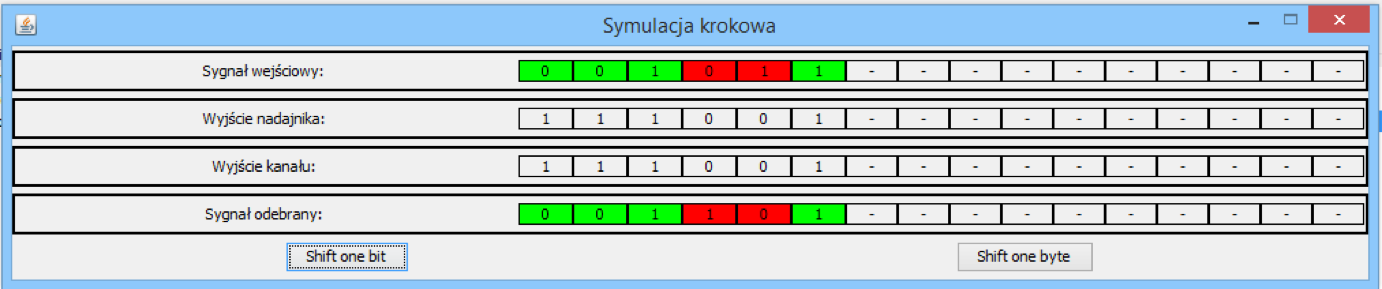 Symulacja krokowa
Sygnał wejściowy: 0 0 1 0 1 1 - - - - - - - - - -
Wyjście nadajnika: 1 1 1 0 0 1 - - - - - - - - - -
Wyjście kanału: 1 1 1 0 0 1 - - - - - - - - - -
Sygnał odebrany: 0 0 1 1 0 1 - - - - - - - - - -
Shift one bit Shift one byte